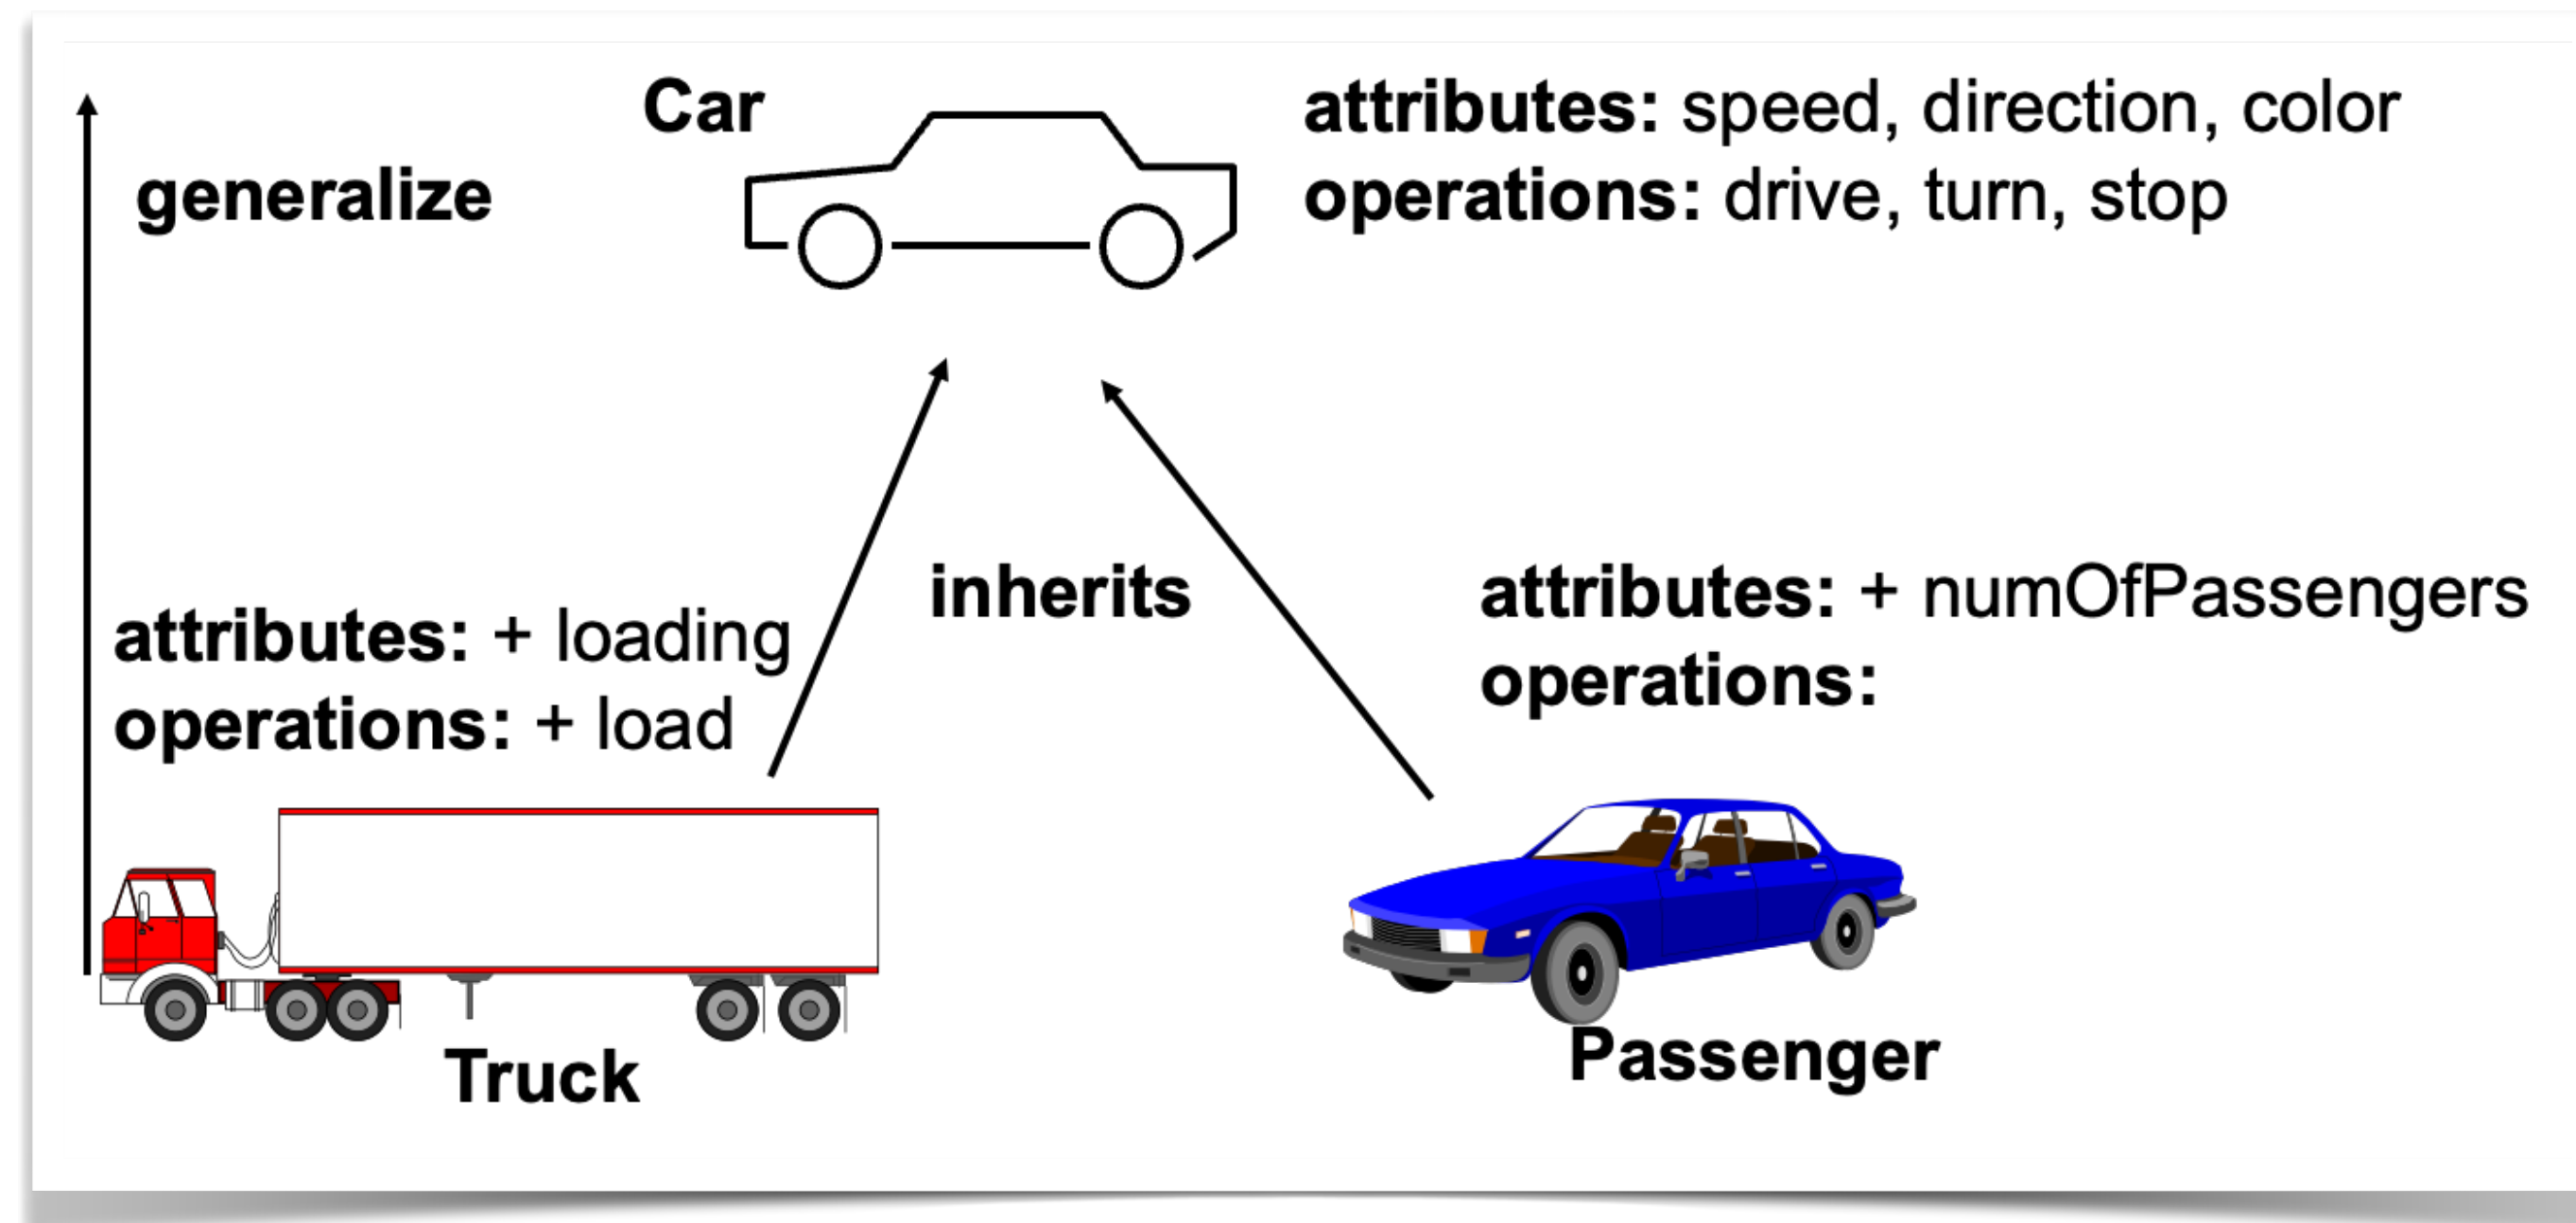 Car
attributes: speed, direction, color
operations: drive, turn, stop
generalize
inherits
attributes: + loading
operations: + load
attributes: + numOfPassengers
operations:
Truck
Passenger